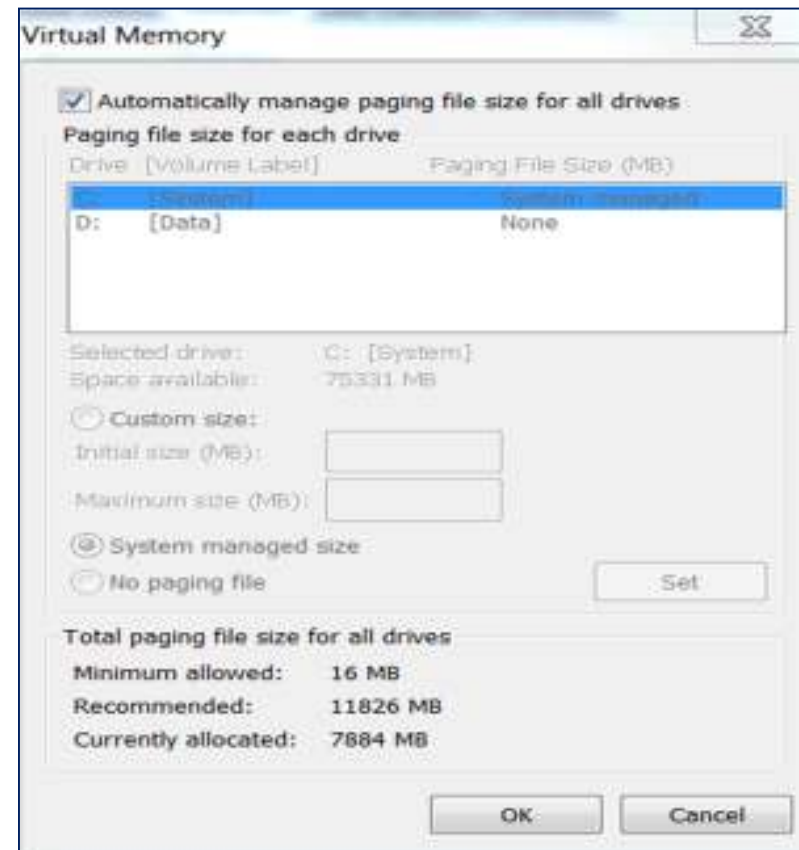 Virtual Memory
Automatically manage paging file size for all drives
Paging file size for each drive
Drive [Volume Label] Paging File Size (MB)
C: [System] System managed
D: [Data] None
Selected drive: C: [System]
Space available: 75331 MB
Custom size:
Initial size (MB):
Maximum size (MB):
System managed size
No paging file
Set
Total paging file size for all drives
Minimum allowed: 16 MB
Recommended: 11826 MB
Currently allocated: 7884 MB
OK Cancel